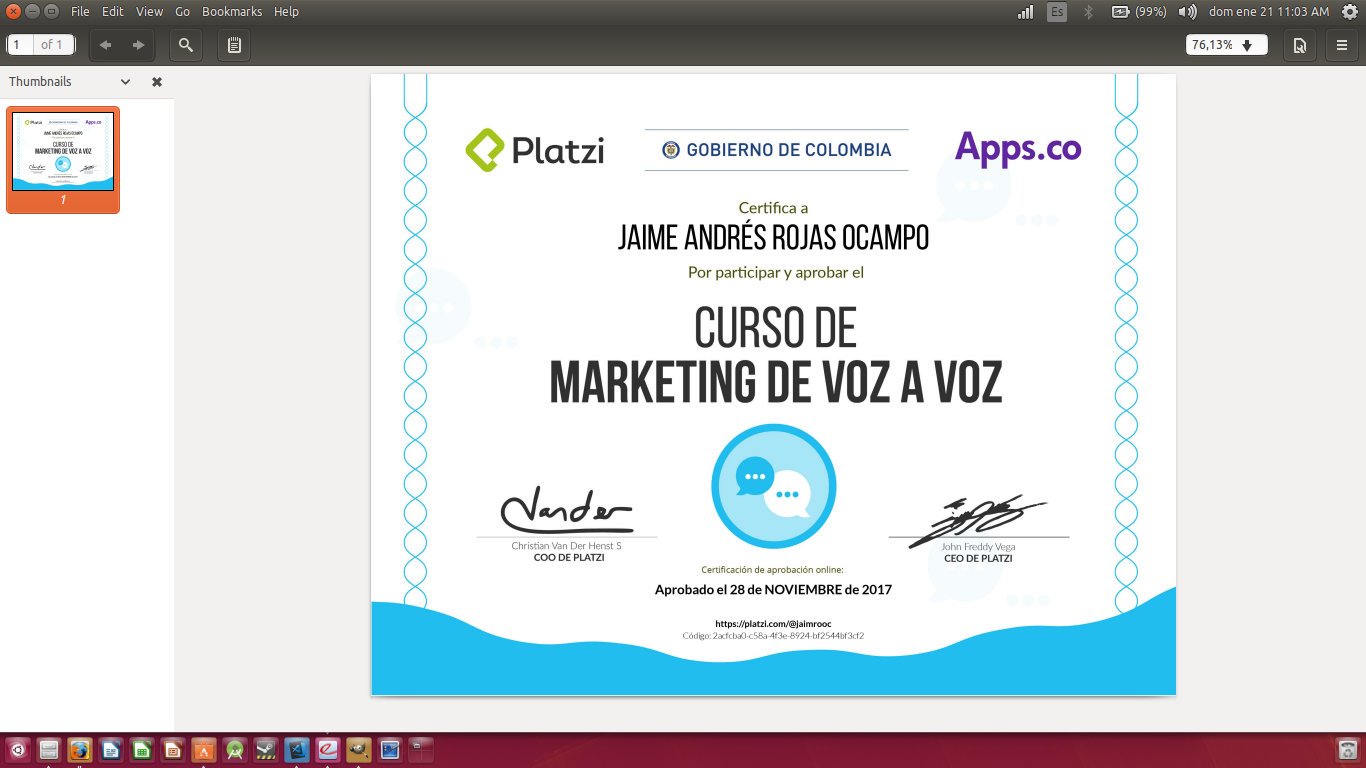 File Edit View Go Bookmarks Help
Es (99%) dom ene 21 11:03 AM
1 of 1
76,13%
Thumbnails
1
Platzi
GOBIERNO DE COLOMBIA
Apps.co
Certifica a
JAIME ANDRÉS ROJAS OCAMPO
Por participar y aprobar el
CURSO DE
MARKETING DE VOZ A VOZ
Christian Van Der Henst S
COO DE PLATZI
John Freddy Vega
CEO DE PLATZI
Certificación de aprobación online:
Aprobado el 28 de NOVIEMBRE de 2017
https://platzi.com/@jaimrooc
Código: 2acfcba0-c58a-4f3e-8924-bf2544bf3cf2